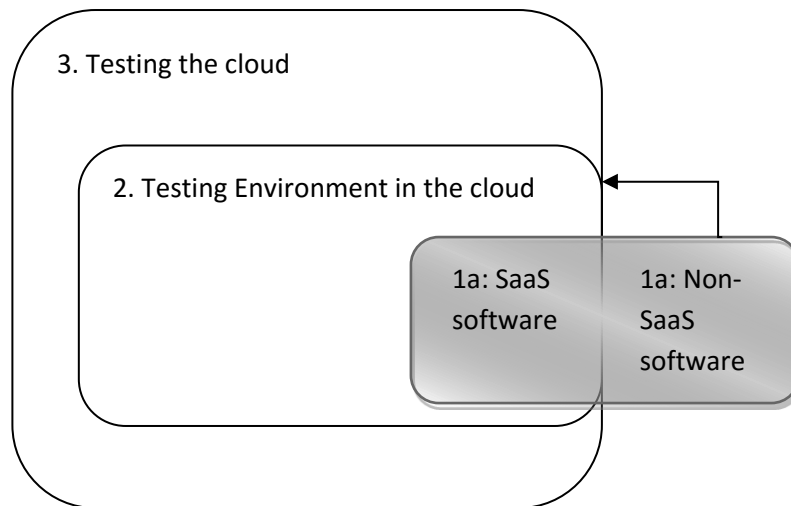 3. Testing the cloud
2. Testing Environment in the cloud
1a: SaaS
software
1a: Non-
SaaS
software